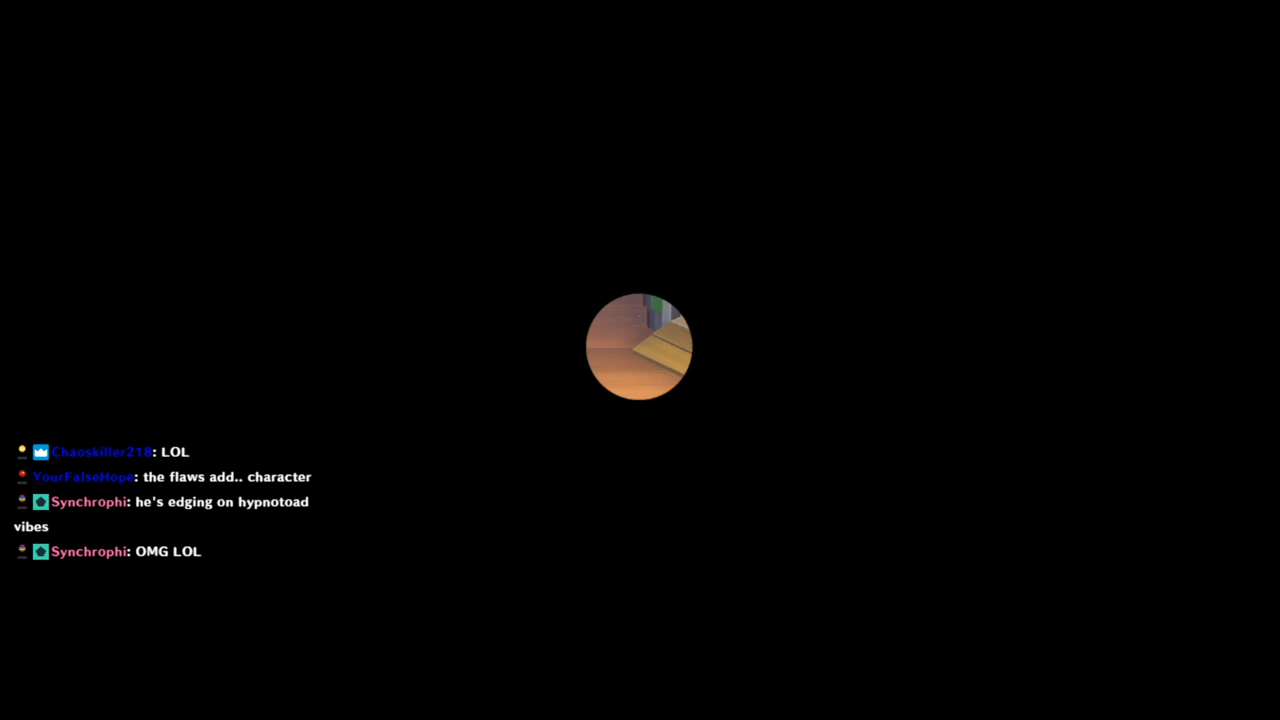 Chaoskiller218: LOL
YourFalseHope: the flaws add.. character
Synchrophi: he's edging on hypnotoad
vibes
Synchrophi: OMG LOL